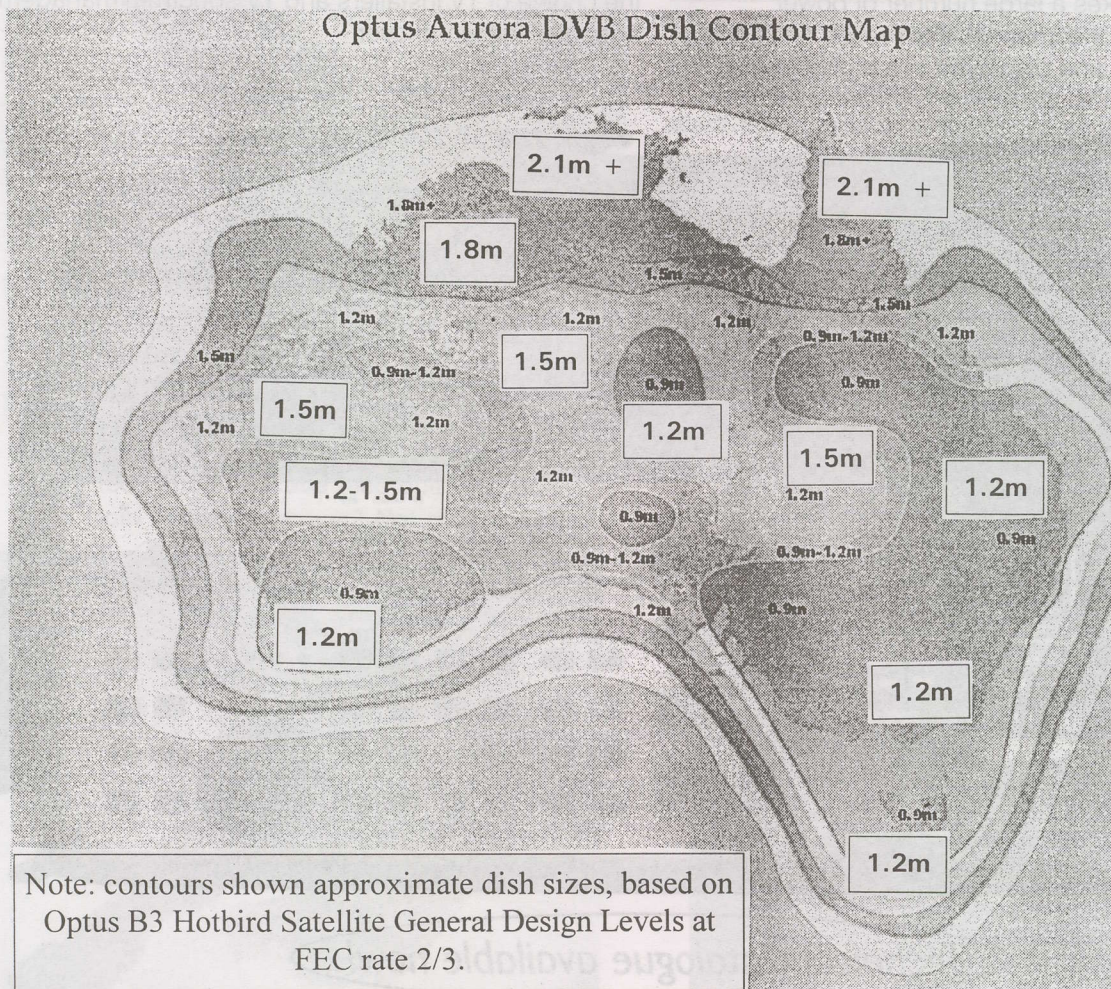 Optus Aurora DVB Dish Contour Map
2.1m +
2.1m +
1.8m+
1.8m
1.8m+
1.5m
1.5m
1.2m
1.2m
1.2m
0.9m-1.2m
1.2m
1.5m
1.5m
0.9m-1.2m
0.9m
0.9m
1.5m
1.2m
1.2m
1.2m
1.5m
1.2-1.5m
1.2m
1.2m
1.2m
0.9m
0.9m
0.9m-1.2m
0.9m-1.2m
0.9m
1.2m
0.9m
1.2m
1.2m
0.9m
1.2m
Note: contours shown approximate dish sizes, based on
Optus B3 Hotbird Satellite General Design Levels at
FEC rate 2/3.